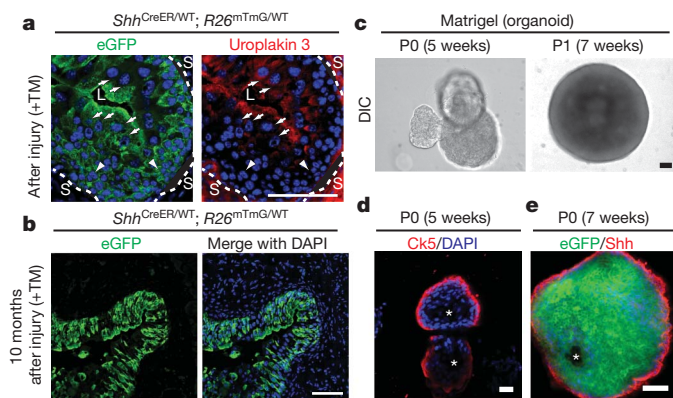 a
Shh^CreER/WT; R26^mTmG/WT
eGFP
Uroplakin 3
After injury (+TM)
L
S
S
L
S
S
b
Shh^CreER/WT; R26^mTmG/WT
eGFP
Merge with DAPI
10 months
after injury (+TM)
c
Matrigel (organoid)
P0 (5 weeks)
P1 (7 weeks)
DIC
d
P0 (5 weeks)
Ck5/DAPI
*
*
e
P0 (7 weeks)
eGFP/Shh
*